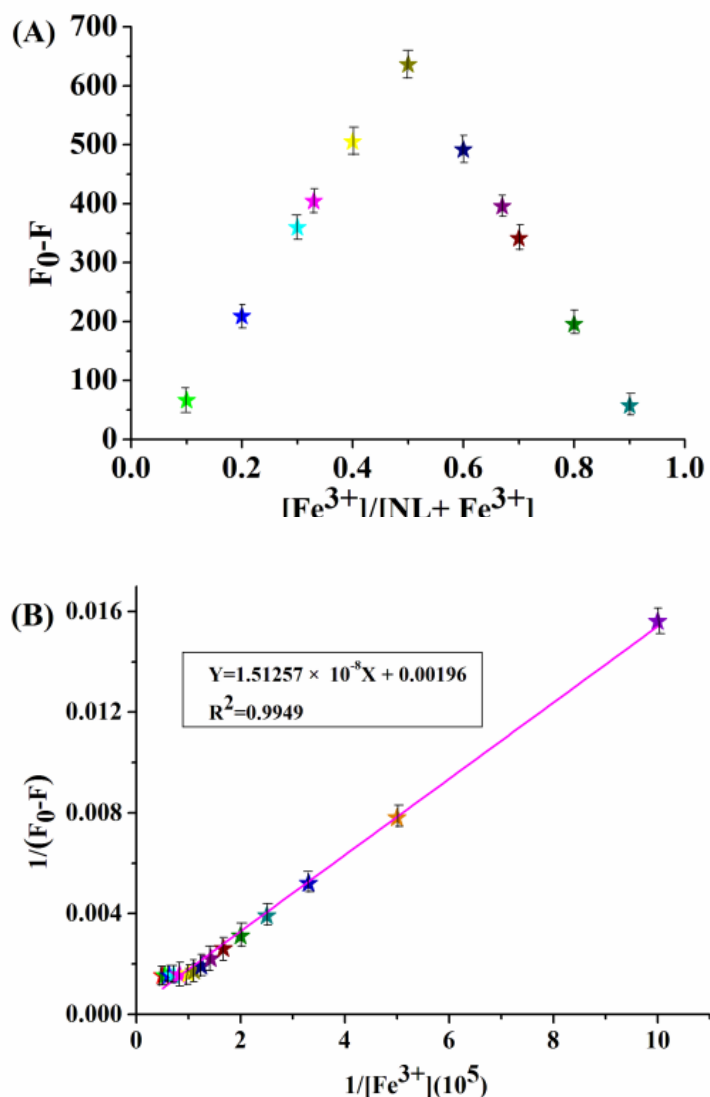 (A)
700
600
500
400
300
200
100
0
F0-F
0.0 0.2 0.4 0.6 0.8 1.0
[Fe3+]/[NL+ Fe3+]
(B)
0.016
0.012
0.008
0.004
0.000
1/(F0-F)
Y=1.51257 × 10-8X + 0.00196
R2=0.9949
0 2 4 6 8 10
1/[Fe3+](105)